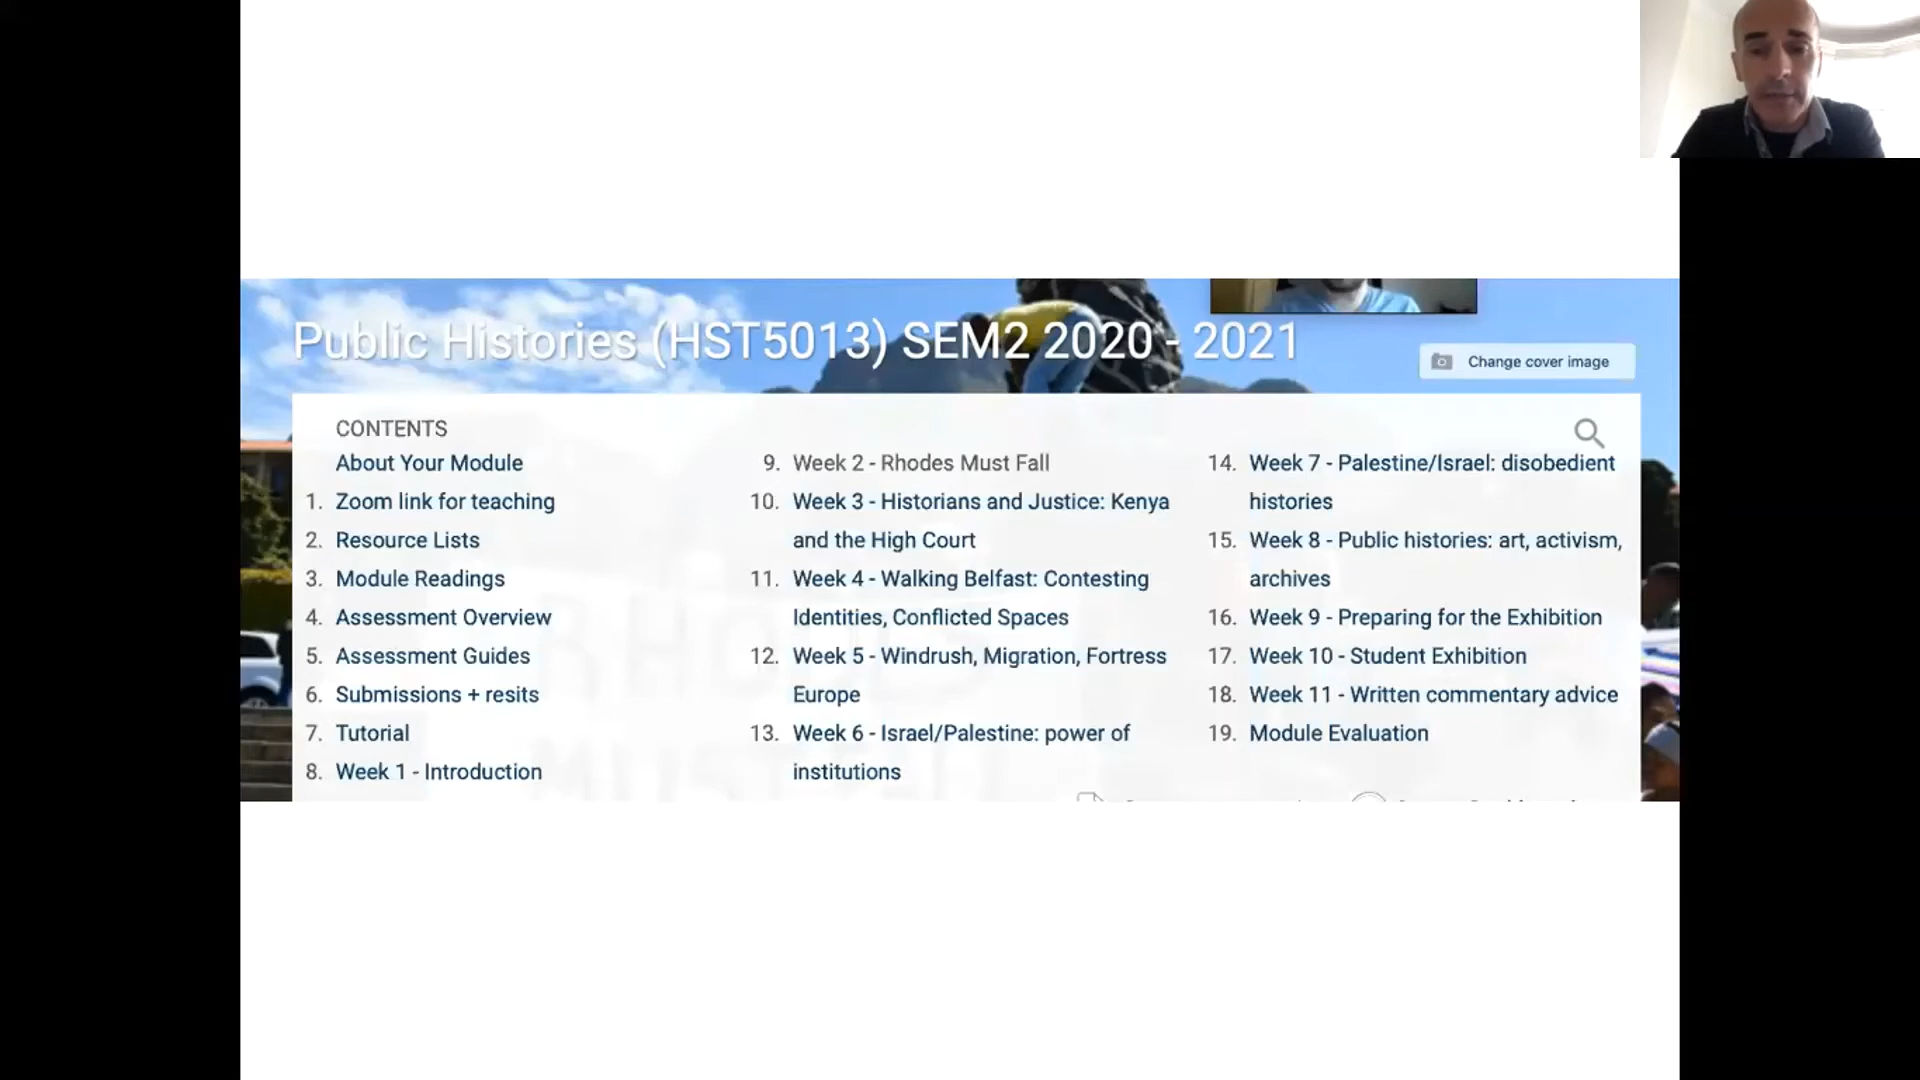 Public Histories (HST5013) SEM2 2020 - 2021
Change cover image
CONTENTS
About Your Module
1. Zoom link for teaching
2. Resource Lists
3. Module Readings
4. Assessment Overview
5. Assessment Guides
6. Submissions + resits
7. Tutorial
8. Week 1 - Introduction
9. Week 2 - Rhodes Must Fall
10. Week 3 - Historians and Justice: Kenya
and the High Court
11. Week 4 - Walking Belfast: Contesting
Identities, Conflicted Spaces
12. Week 5 - Windrush, Migration, Fortress
Europe
13. Week 6 - Israel/Palestine: power of
institutions
14. Week 7 - Palestine/Israel: disobedient
histories
15. Week 8 - Public histories: art, activism,
archives
16. Week 9 - Preparing for the Exhibition
17. Week 10 - Student Exhibition
18. Week 11 - Written commentary advice
19. Module Evaluation